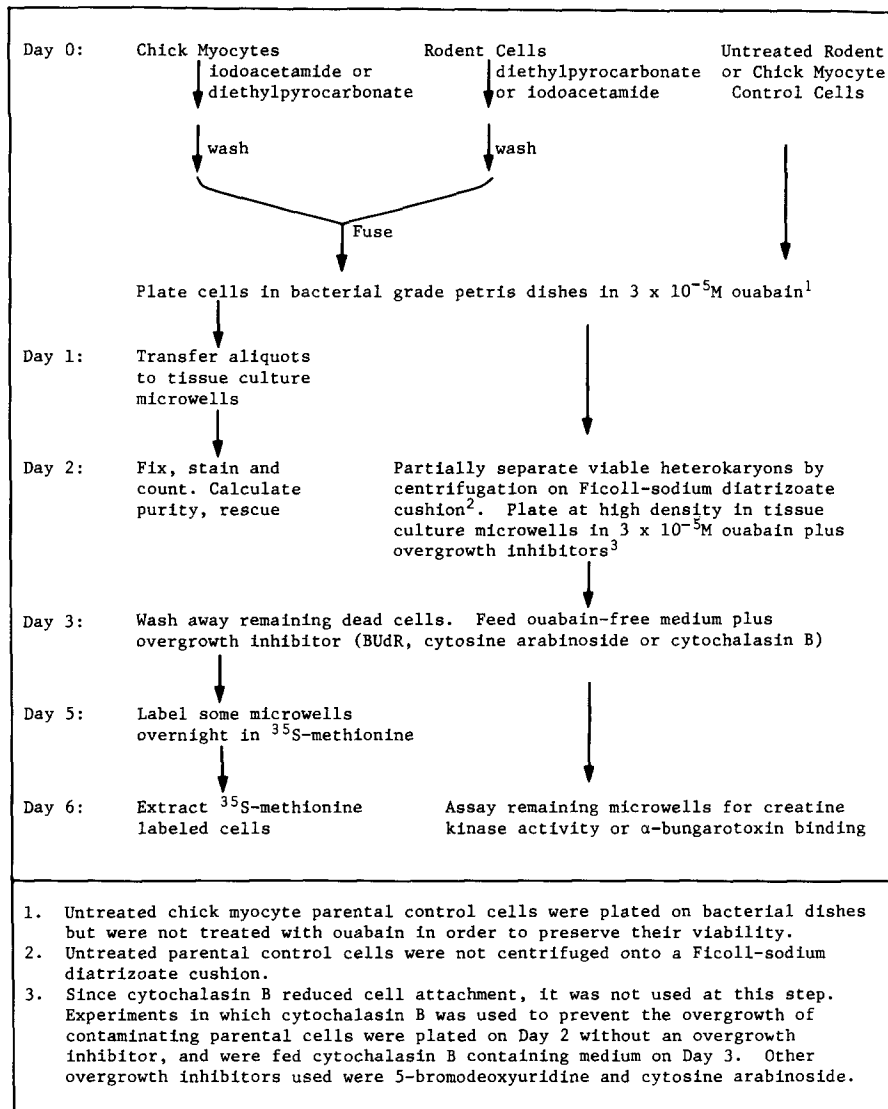 Day 0: Chick Myocytes Rodent Cells Untreated Rodent
iodoacetamide or diethylpyrocarbonate or Chick Myocyte
diethylpyrocarbonate or iodoacetamide Control Cells
wash wash
Fuse
Plate cells in bacterial grade petris dishes in 3 x 10⁻⁵M ouabain¹
Day 1: Transfer aliquots
to tissue culture
microwells
Day 2: Fix, stain and
count. Calculate
purity, rescue
Partially separate viable heterokaryons by
centrifugation on Ficoll-sodium diatrizoate
cushion². Plate at high density in tissue
culture microwells in 3 x 10⁻⁵M ouabain plus
overgrowth inhibitors³
Day 3: Wash away remaining dead cells. Feed ouabain-free medium plus
overgrowth inhibitor (BUdR, cytosine arabinoside or cytochalasin B)
Day 5: Label some microwells
overnight in ³⁵S-methionine
Day 6: Extract ³⁵S-methionine
labeled cells
Assay remaining microwells for creatine
kinase activity or α-bungarotoxin binding
1. Untreated chick myocyte parental control cells were plated on bacterial dishes
but were not treated with ouabain in order to preserve their viability.
2. Untreated parental control cells were not centrifuged onto a Ficoll-sodium
diatrizoate cushion.
3. Since cytochalasin B reduced cell attachment, it was not used at this step.
Experiments in which cytochalasin B was used to prevent the overgrowth of
contaminating parental cells were plated on Day 2 without an overgrowth
inhibitor, and were fed cytochalasin B containing medium on Day 3. Other
overgrowth inhibitors used were 5-bromodeoxyuridine and cytosine arabinoside.